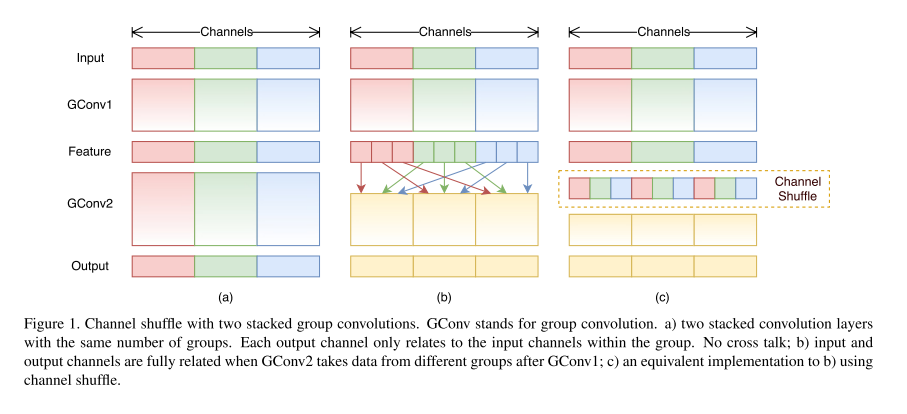 Channels Channels Channels
Input
GConv1
Feature
Channel
Shuffle
GConv2
Output
(a) (b) (c)
Figure 1. Channel shuffle with two stacked group convolutions. GConv stands for group convolution. a) two stacked convolution layers
with the same number of groups. Each output channel only relates to the input channels within the group. No cross talk; b) input and
output channels are fully related when GConv2 takes data from different groups after GConv1; c) an equivalent implementation to b) using
channel shuffle.